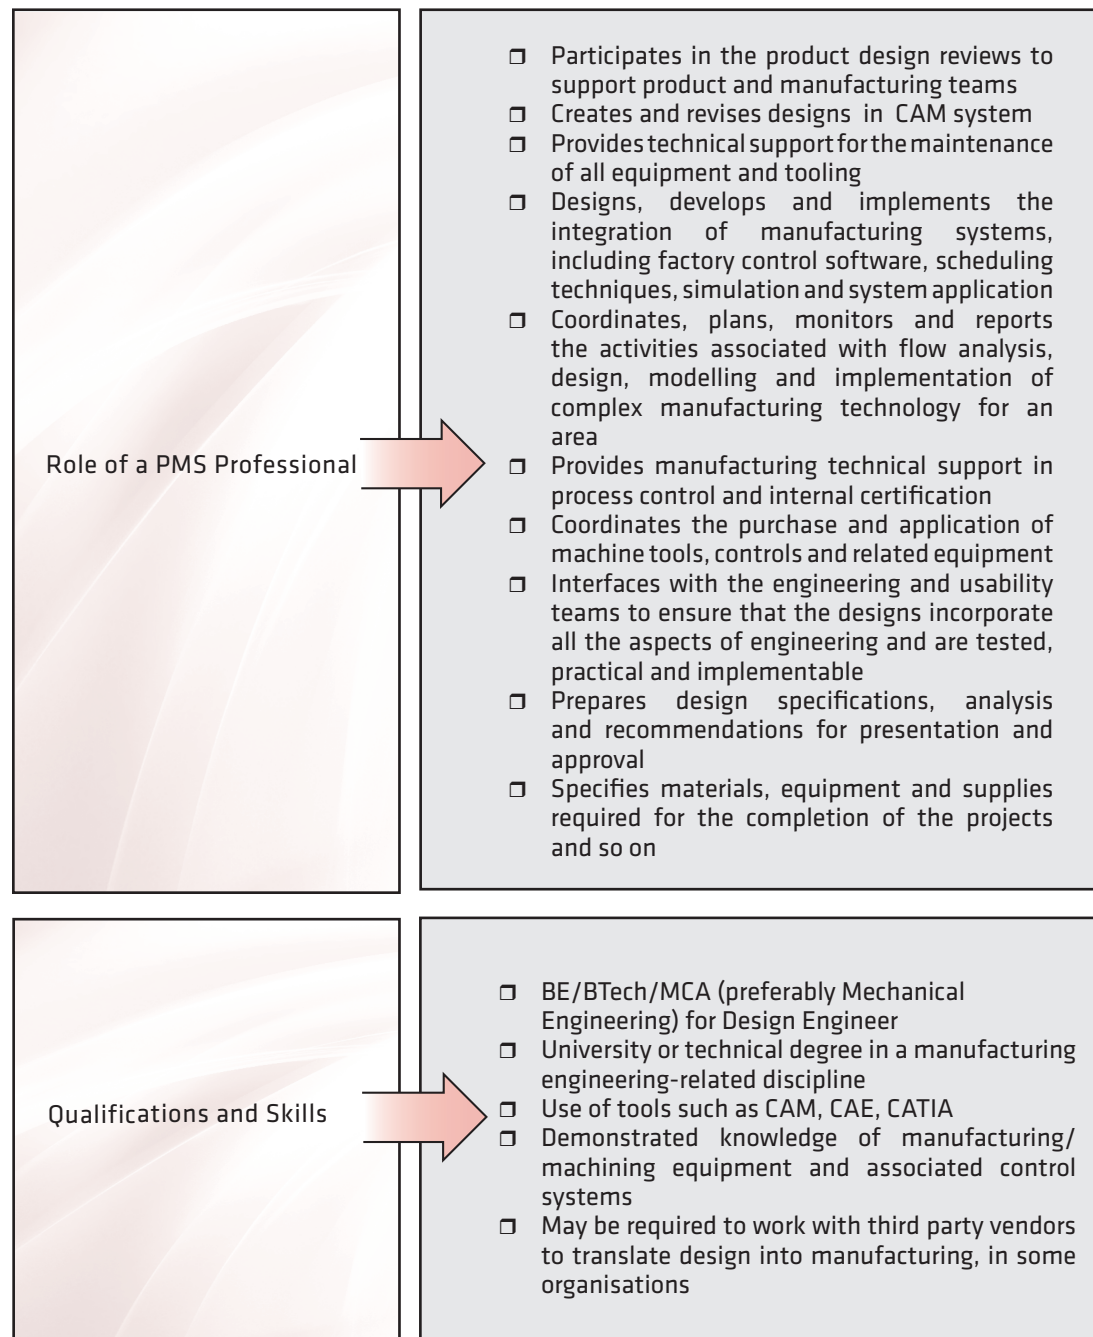 Role of a PMS Professional
❒ Participates in the product design reviews to
support product and manufacturing teams
❒ Creates and revises designs in CAM system
❒ Provides technical support for the maintenance
of all equipment and tooling
❒ Designs, develops and implements the
integration of manufacturing systems,
including factory control software, scheduling
techniques, simulation and system application
❒ Coordinates, plans, monitors and reports
the activities associated with flow analysis,
design, modelling and implementation of
complex manufacturing technology for an
area
❒ Provides manufacturing technical support in
process control and internal certification
❒ Coordinates the purchase and application of
machine tools, controls and related equipment
❒ Interfaces with the engineering and usability
teams to ensure that the designs incorporate
all the aspects of engineering and are tested,
practical and implementable
❒ Prepares design specifications, analysis
and recommendations for presentation and
approval
❒ Specifies materials, equipment and supplies
required for the completion of the projects
and so on
Qualifications and Skills
❒ BE/BTech/MCA (preferably Mechanical
Engineering) for Design Engineer
❒ University or technical degree in a manufacturing
engineering-related discipline
❒ Use of tools such as CAM, CAE, CATIA
❒ Demonstrated knowledge of manufacturing/
machining equipment and associated control
systems
❒ May be required to work with third party vendors
to translate design into manufacturing, in some
organisations